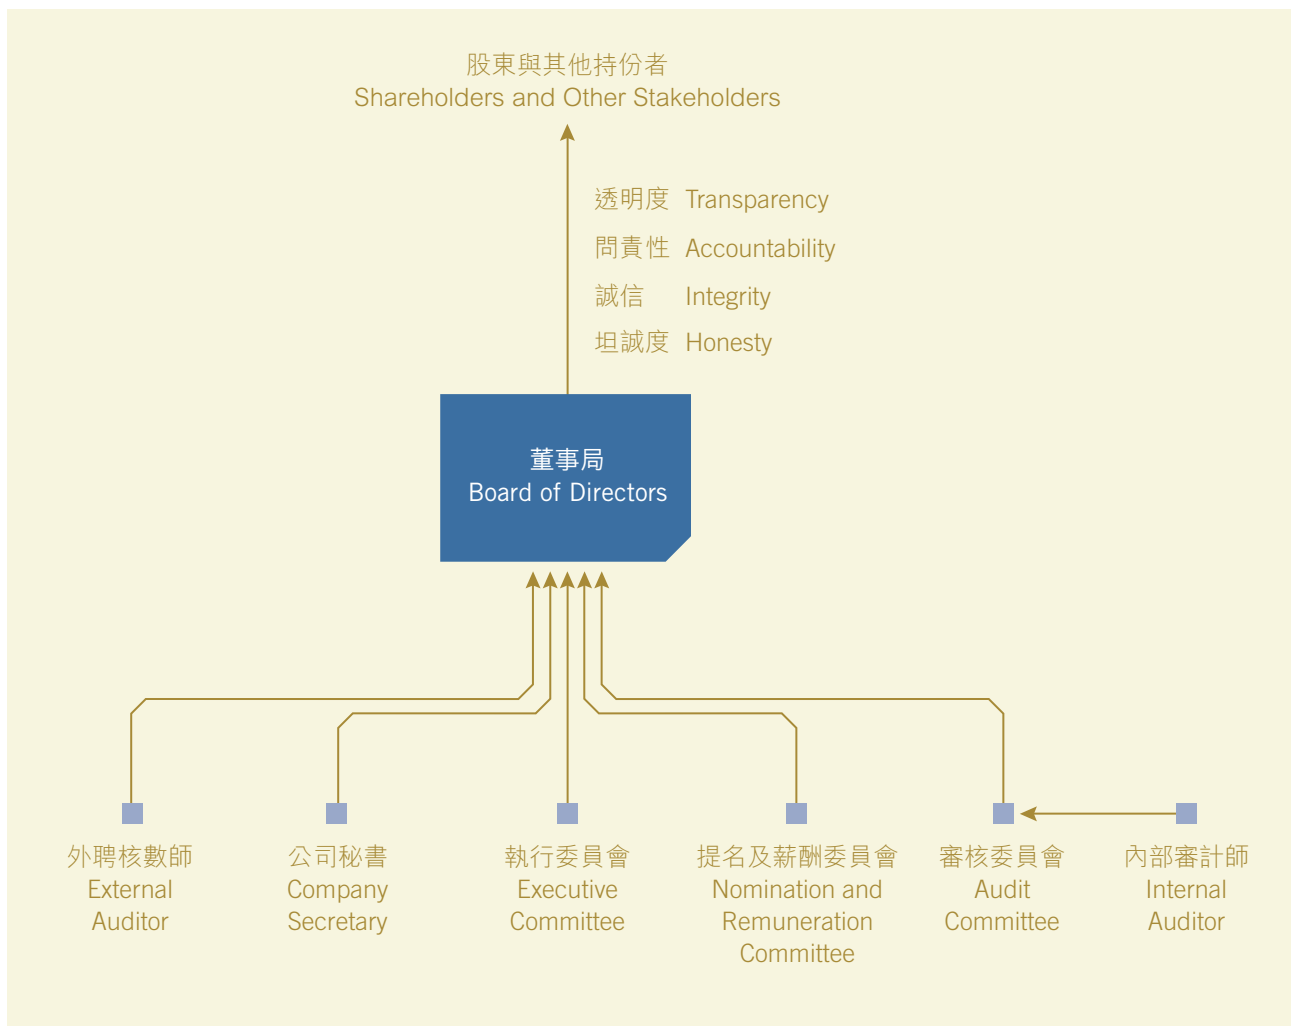 股東與其他持份者
Shareholders and Other Stakeholders
透明度 Transparency
問責性 Accountability
誠信 Integrity
坦誠度 Honesty
董事局
Board of Directors
外聘核數師
External
Auditor
公司秘書
Company
Secretary
執行委員會
Executive
Committee
提名及薪酬委員會
Nomination and
Remuneration
Committee
審核委員會
Audit
Committee
內部審計師
Internal
Auditor